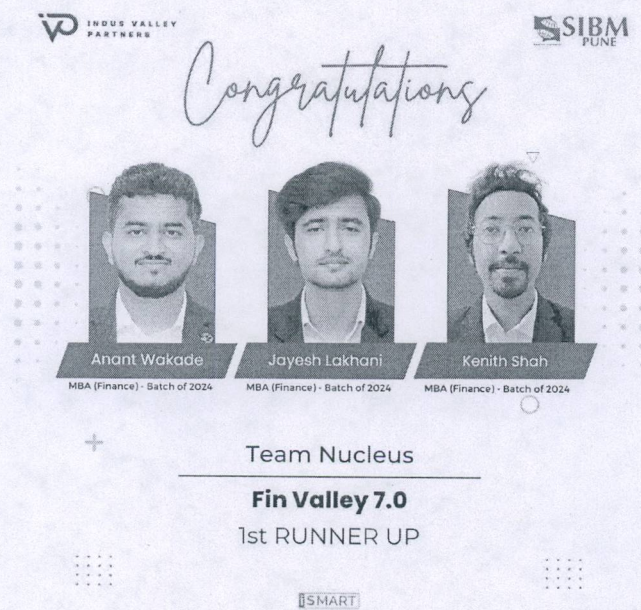 INDUS VALLEY
PARTNERS
SIBM
PUNE
Congratulations
Anant Wakade
Jayesh Lakhani
Kenith Shah
MBA (Finance) - Batch of 2024
MBA (Finance) - Batch of 2024
MBA (Finance) - Batch of 2024
Team Nucleus
Fin Valley 7.0
1st RUNNER UP
iSMART